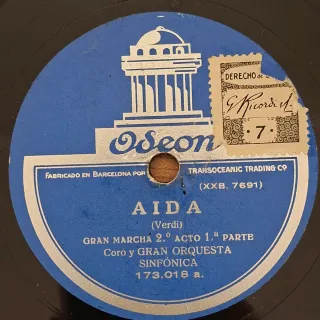 Odeon
DERECHO DE
G. Ricordi
7
FABRICADO EN BARCELONA POR TRANSOCEANIC TRADING Cº
(XXB. 7691)
AIDA
(Verdi)
GRAN MARCHA 2.º ACTO 1.ª PARTE
CORO y GRAN ORQUESTA
SINFÓNICA
173.018 a.